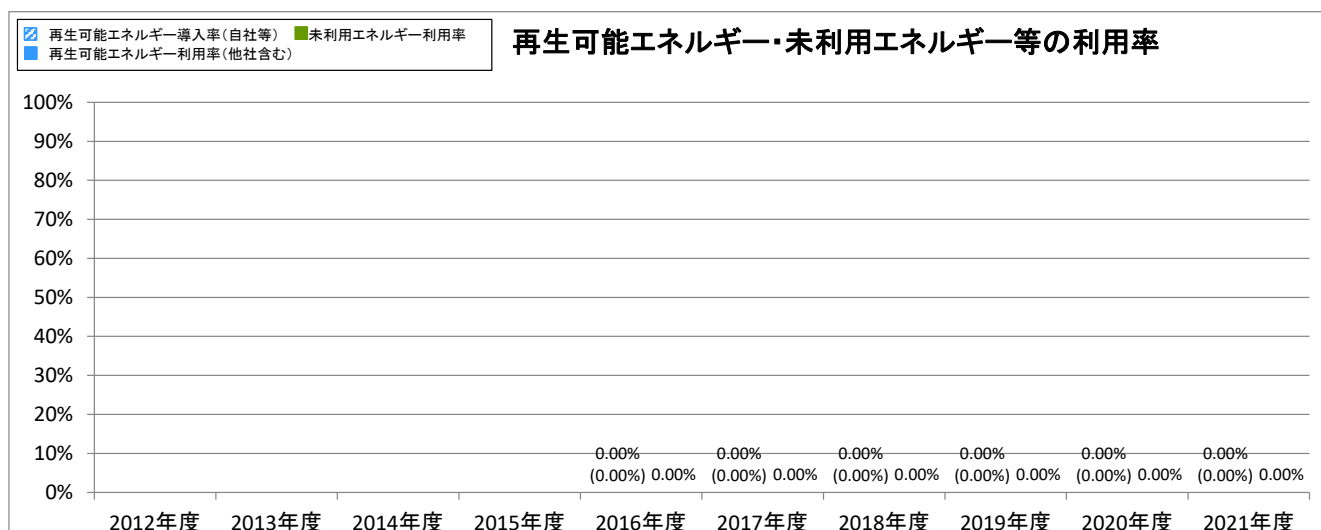 再生可能エネルギー導入率(自社等) 未利用エネルギー利用率
再生可能エネルギー利用率(他社含む)
再生可能エネルギー・未利用エネルギー等の利用率
100%
90%
80%
70%
60%
50%
40%
30%
20%
10%
0%
0.00% 0.00% 0.00% 0.00% 0.00% 0.00%
(0.00%) 0.00% (0.00%) 0.00% (0.00%) 0.00% (0.00%) 0.00% (0.00%) 0.00% (0.00%) 0.00%
2012年度 2013年度 2014年度 2015年度 2016年度 2017年度 2018年度 2019年度 2020年度 2021年度